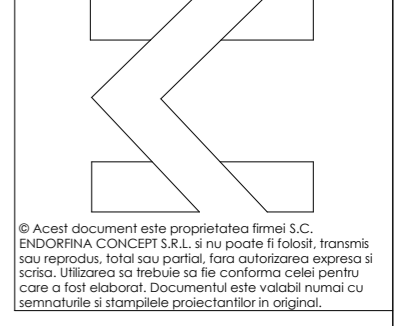 © Acest document este proprietatea firmei S.C.
ENDORFINA CONCEPT S.R.L. si nu poate fi folosit, transmis
sau reprodus, total sau partial, fara autorizarea expresa si
scrisa. Utilizarea sa trebuie sa fie conforma celei pentru
care a fost elaborat. Documentul este valabil numai cu
semnaturile si stampilele proiectantilor in original.